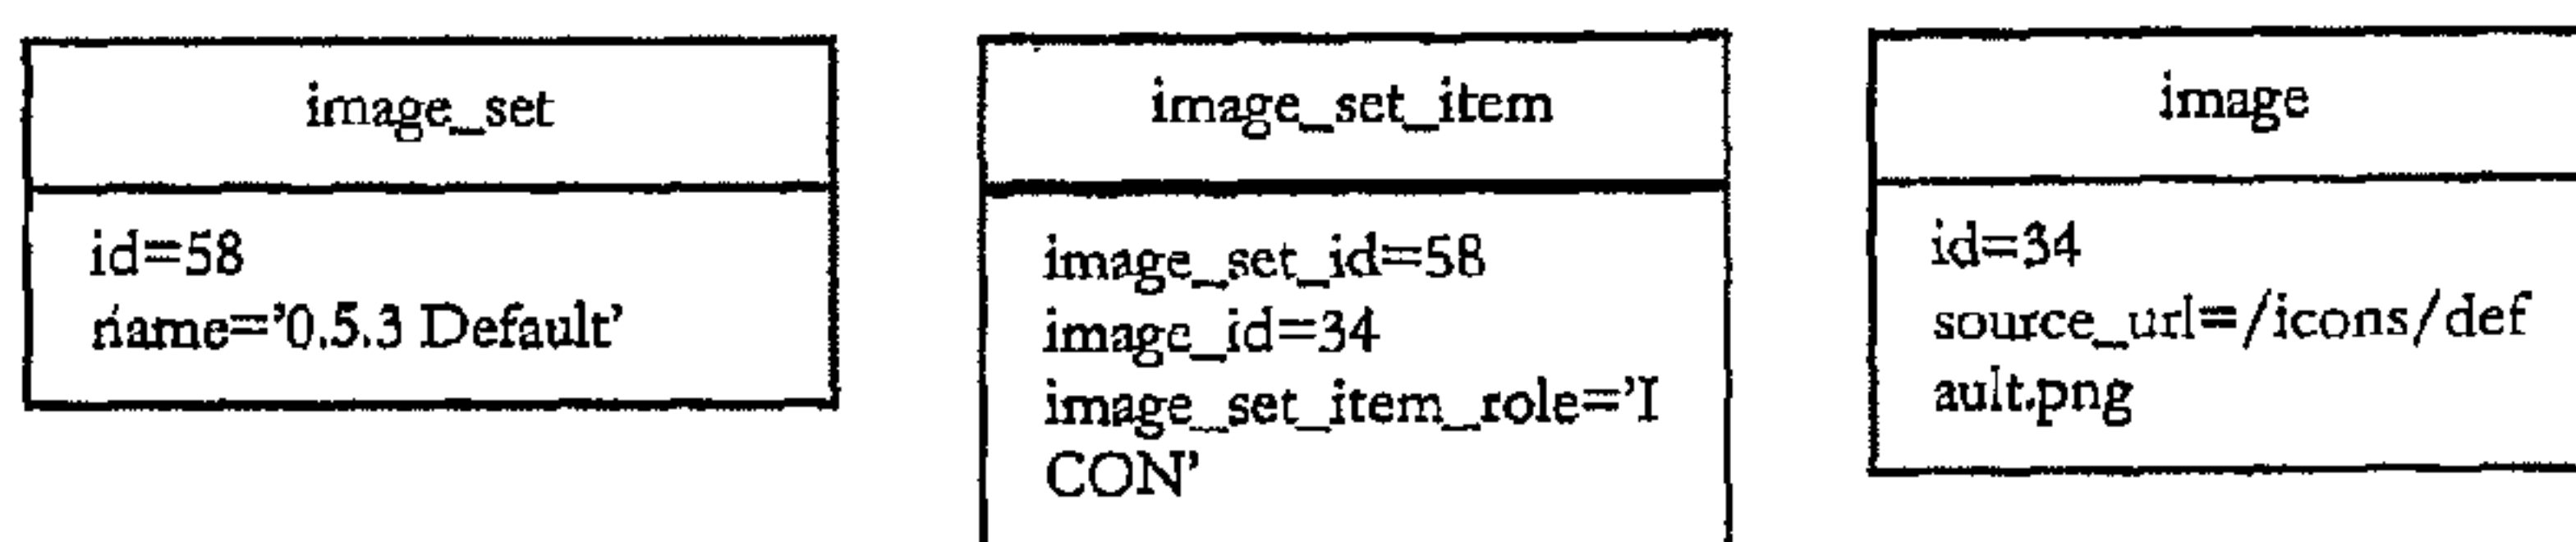 image_set
id=58
name='0.5.3 Default'
image_set_item
image_set_id=58
image_id=34
image_set_item_role='I
CON'
image
id=34
source_url=/icons/def
ault.png